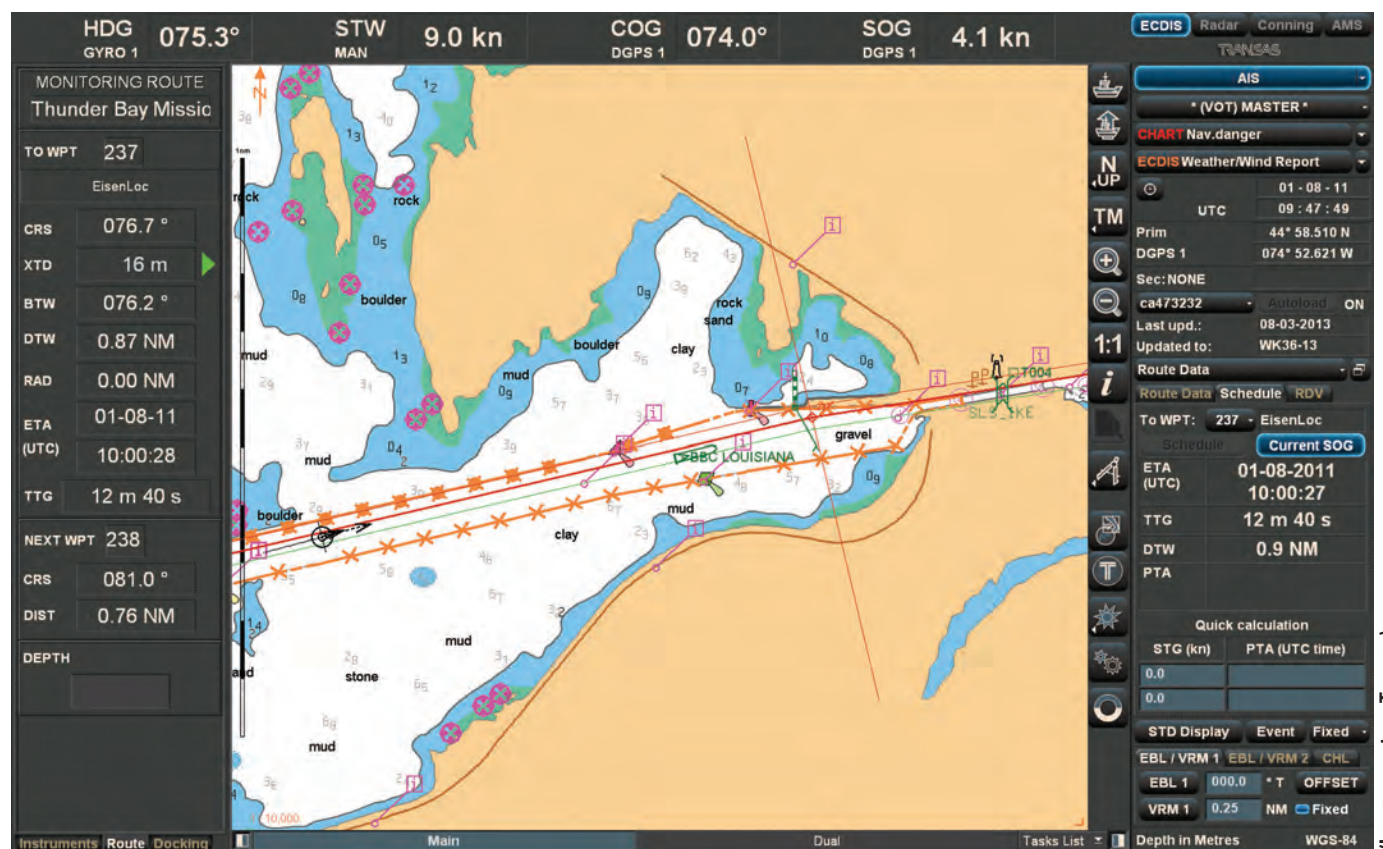 HDG
GYRO 1
075.3°
STW
MAN
9.0 kn
COG
DGPS 1
074.0°
SOG
DGPS 1
4.1 kn
ECDIS Radar Conning AMS
TRANSAS
MONITORING ROUTE
Thunder Bay Missio
TO WPT 237
EisenLoc
CRS 076.7 °
XTD 16 m
BTW 076.2 °
DTW 0.87 NM
RAD 0.00 NM
ETA 01-08-11
(UTC) 10:00:28
TTG 12 m 40 s
NEXT WPT 238
CRS 081.0 °
DIST 0.76 NM
DEPTH
Instruments Route Docking
N
1nm
rock
rock
boulder
mud
boulder
rock
sand
clay
mud
mud
gravel
BBC LOUISIANA
SLS_IKE
T004
boulder
mud
clay
mud
stone
mud
10,000
Main
Dual
Tasks List
N
UP
TM
1:1
i
T
AIS
* (VOT) MASTER *
CHART Nav.danger
ECDIS Weather/Wind Report
01 - 08 - 11
UTC 09 : 47 : 49
Prim 44° 58.510 N
DGPS 1 074° 52.621 W
Sec: NONE
ca473232 Autoload ON
Last upd.: 08-03-2013
Updated to: WK36-13
Route Data
Route Data Schedule RDV
To WPT: 237 EisenLoc
Schedule Current SOG
ETA 01-08-2011
(UTC) 10:00:27
TTG 12 m 40 s
DTW 0.9 NM
PTA
Quick calculation
STG (kn) PTA (UTC time)
0.0
0.0
STD Display Event Fixed
EBL / VRM 1 EBL / VRM 2 CHL
EBL 1 000.0 ° T OFFSET
VRM 1 0.25 NM Fixed
Depth in Metres WGS-84